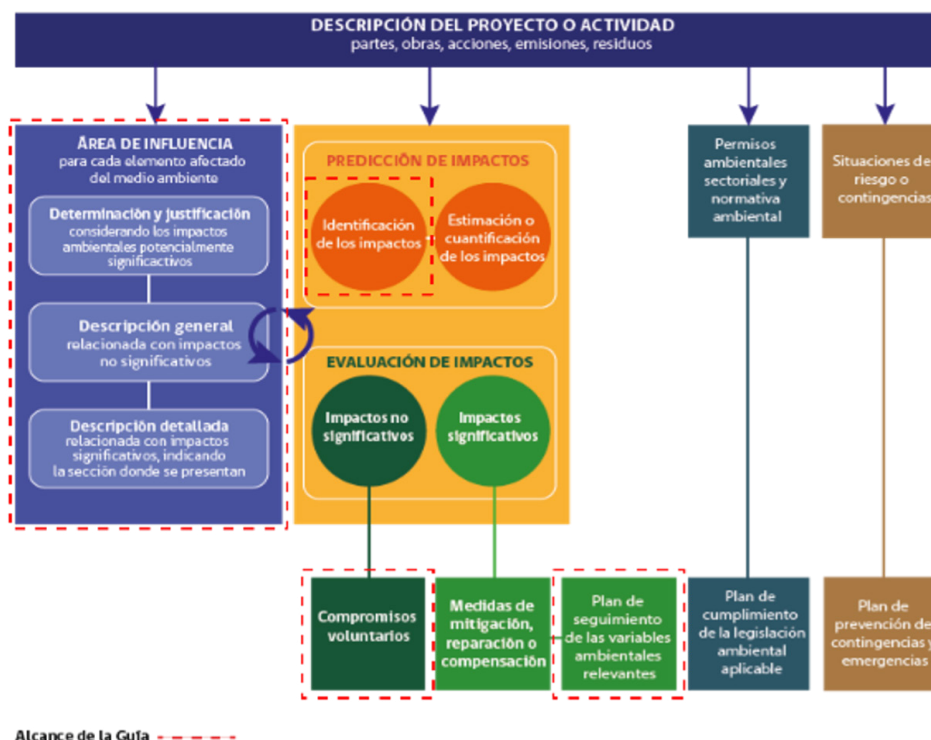 DESCRIPCIÓN DEL PROYECTO O ACTIVIDAD
partes, obras, acciones, emisiones, residuos
ÁREA DE INFLUENCIA
para cada elemento afectado
del medio ambiente
Determinación y justificación
considerando los impactos
ambientales potencialmente
significactivos
Descripción general
relacionada con impactos
no significativos
Descripción detallada
relacionada con impactos
significativos, indicando
la sección donde se presentan
PREDICCIÓN DE IMPACTOS
Identificación
de los impactos
Estimación o
cuantificación
de los impactos
EVALUACIÓN DE IMPACTOS
Impactos no
significativos
Impactos
significativos
Permisos
ambientales
sectoriales y
normativa
ambiental
Situaciones de
riesgo o
contingencias
Compromisos
voluntarios
Medidas de
mitigación,
reparación o
compensación
Plan de
seguimiento
de las variables
ambientales
relevantes
Plan de
cumplimiento
de la legislación
ambiental
aplicable
Plan de
prevención de
contingencias y
emergencias
Alcance de la Guía